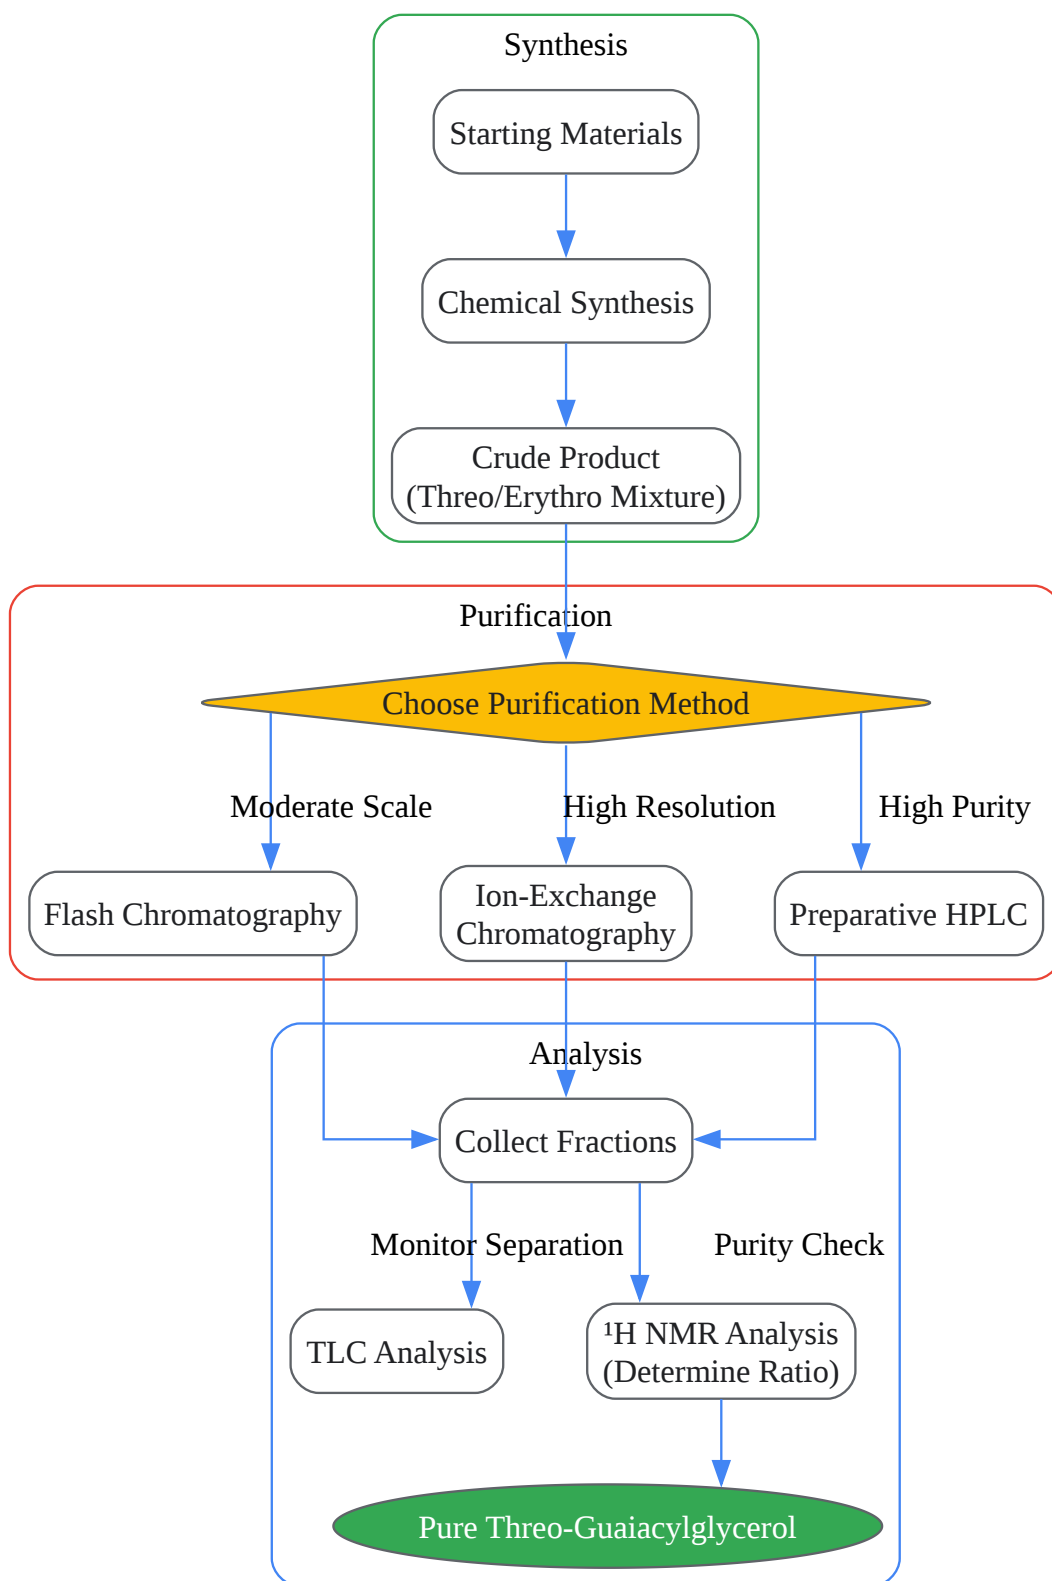 Synthesis
Starting Materials
Chemical Synthesis
Crude Product
(Threo/Erythro Mixture)
Purification
Choose Purification Method
Moderate Scale
High Resolution
High Purity
Flash Chromatography
Ion-Exchange
Chromatography
Preparative HPLC
Analysis
Collect Fractions
Monitor Separation
Purity Check
TLC Analysis
¹H NMR Analysis
(Determine Ratio)
Pure Threo-Guaiacylglycerol